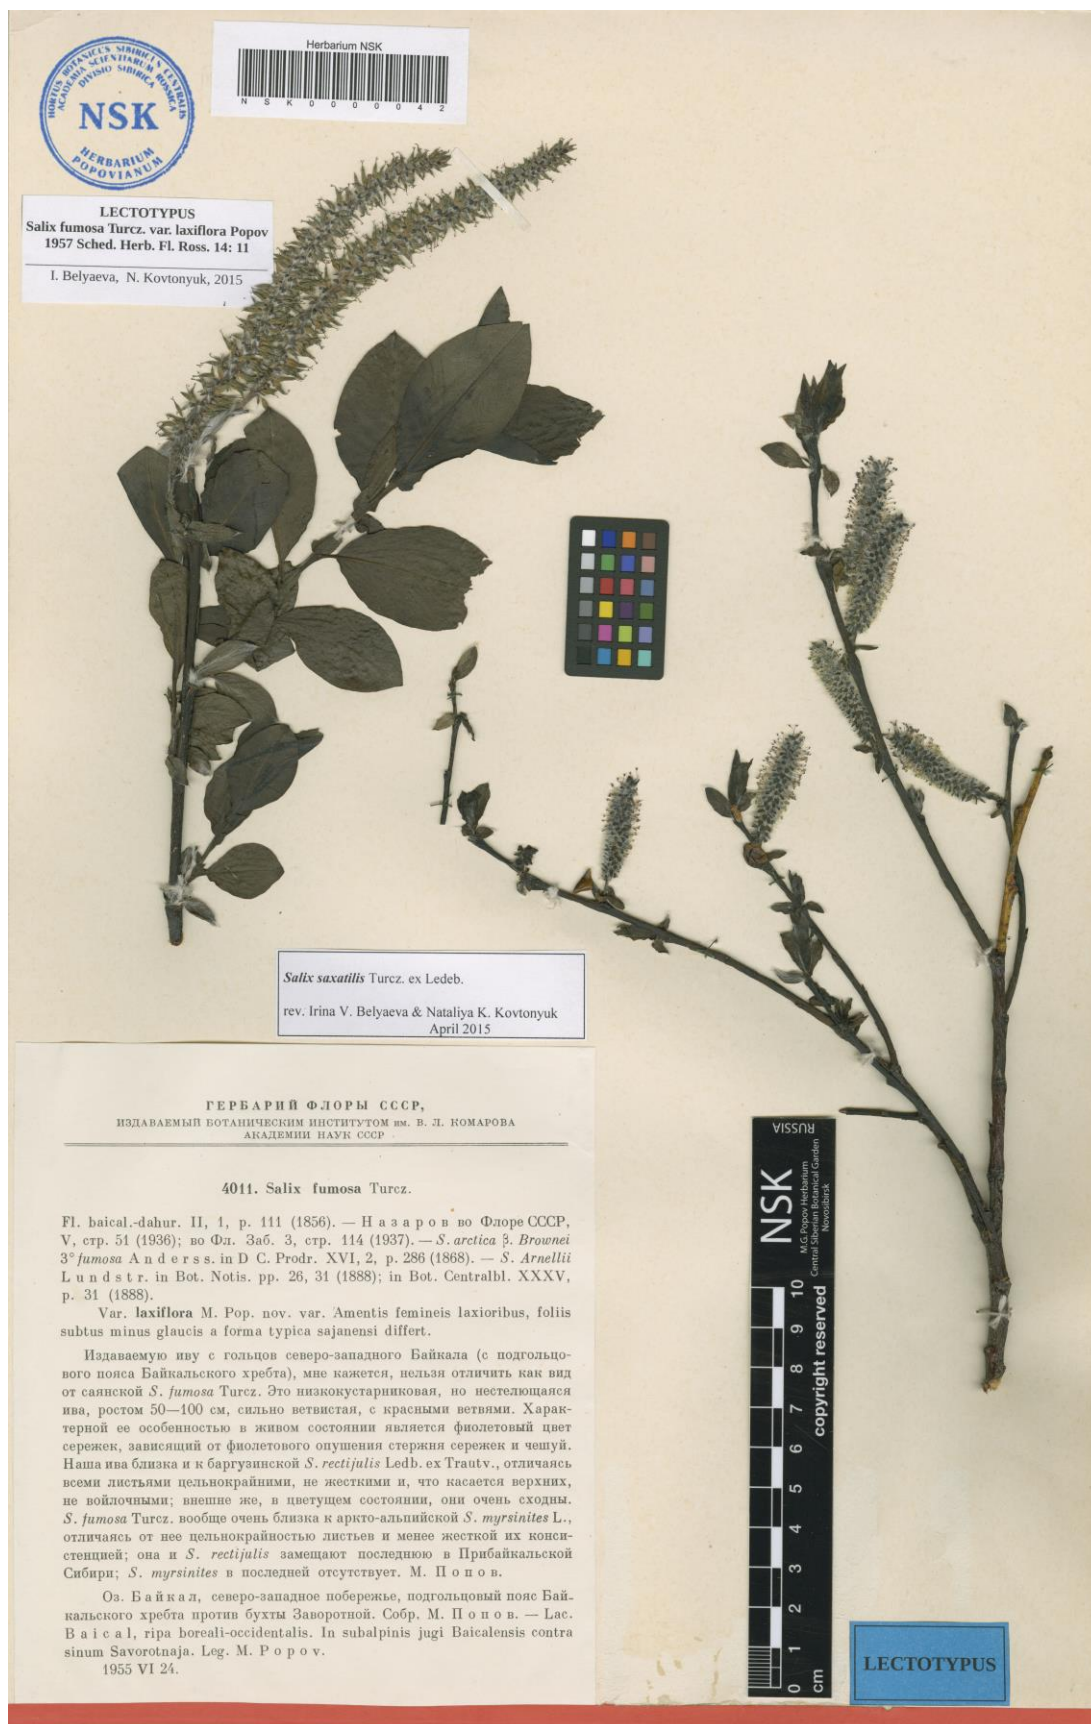 HORTUS BOTANICUS SIBIRICUS CENTRALIS
ACADEMIA SCIENTIARUM ROSSICA
DIVISIO SIBIRICA
NSK
HERBARIUM
POPOVIANUM
Herbarium NSK
NSK0000042
LECTOTYPUS
Salix fumosa Turcz. var. laxiflora Popov
1957 Sched. Herb. Fl. Ross. 14: 11
I. Belyaeva, N. Kovtonyuk, 2015
Salix saxatilis Turcz. ex Ledeb.
rev. Irina V. Belyaeva & Nataliya K. Kovtonyuk
April 2015
ГЕРБАРИЙ ФЛОРЫ СССР,
ИЗДАВАЕМЫЙ БОТАНИЧЕСКИМ ИНСТИТУТОМ им. В. Л. КОМАРОВА
АКАДЕМИИ НАУК СССР
4011. Salix fumosa Turcz.
Fl. baical.-dahur. II, 1, p. 111 (1856). — Назаров во Флоре СССР,
V, стр. 51 (1936); во Фл. Заб. 3, стр. 114 (1937). — S. arctica β. Brownei
3° fumosa Anderss. in D C. Prodr. XVI, 2, p. 286 (1868). — S. Arnellii
Lundstr. in Bot. Notis. pp. 26, 31 (1888); in Bot. Centralbl. XXXV,
p. 31 (1888).
Var. laxiflora M. Pop. nov. var. Amentis femineis laxioribus, foliis
subtus minus glaucis a forma typica sajanensi differt.
Издаваемую иву с гольцов северо-западного Байкала (с подгольцо-
вого пояса Байкальского хребта), мне кажется, нельзя отличить как вид
от саянской S. fumosa Turcz. Это низкокустарниковая, но нестелющаяся
ива, ростом 50—100 см, сильно ветвистая, с красными ветвями. Харак-
терной ее особенностью в живом состоянии является фиолетовый цвет
сережек, зависящий от фиолетового опушения стержня сережек и чешуй.
Наша ива близка и к баргузинской S. rectijulis Ledb. ex Trautv., отличаясь
всеми листьями цельнокрайними, не жесткими и, что касается верхних,
не войлочными; внешне же, в цветущем состоянии, они очень сходны.
S. fumosa Turcz. вообще очень близка к аркто-альпийской S. myrsinites L.,
отличаясь от нее цельнокрайностью листьев и менее жесткой их конси-
стенцией; она и S. rectijulis замещают последнюю в Прибайкальской
Сибири; S. myrsinites в последней отсутствует. М. Попов.
Оз. Байкал, северо-западное побережье, подгольцовый пояс Бай-
кальского хребта против бухты Заворотной. Собр. М. Попов. — Lac.
Baical, ripa boreali-occidentalis. In subalpinis jugi Baicalensis contra
sinum Savorotnaja. Leg. M. Popov.
1955 VI 24.
RUSSIA
NSK
M.G.Popov Herbarium
Central Siberian Botanical Garden
Novosibirsk
copyright reserved
0 1 2 3 4 5 6 7 8 9 10
cm
LECTOTYPUS